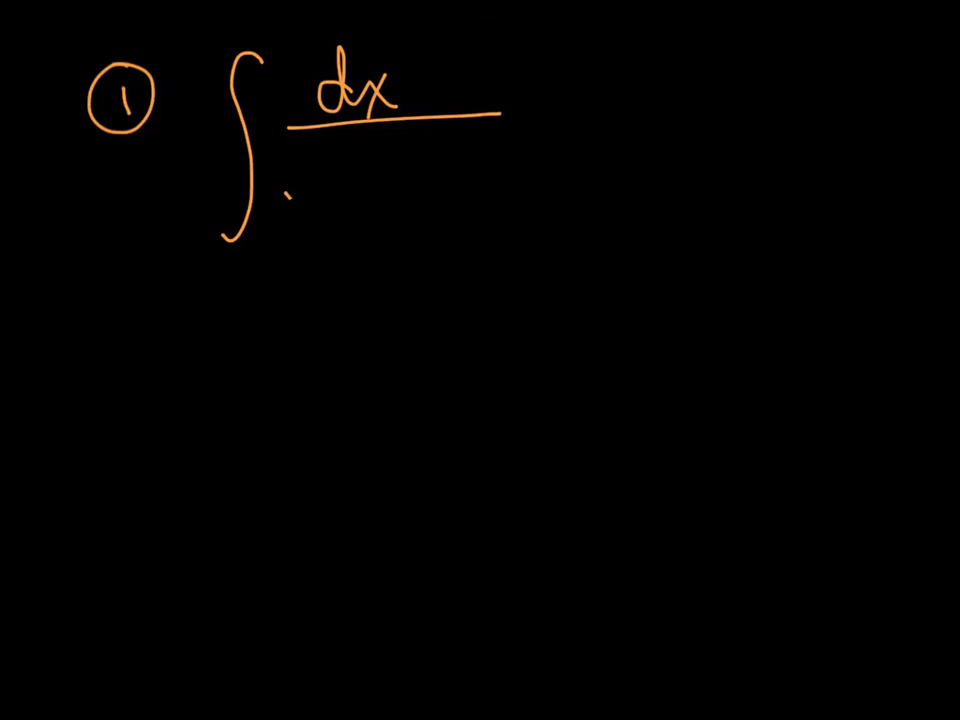 ① ∫ dx